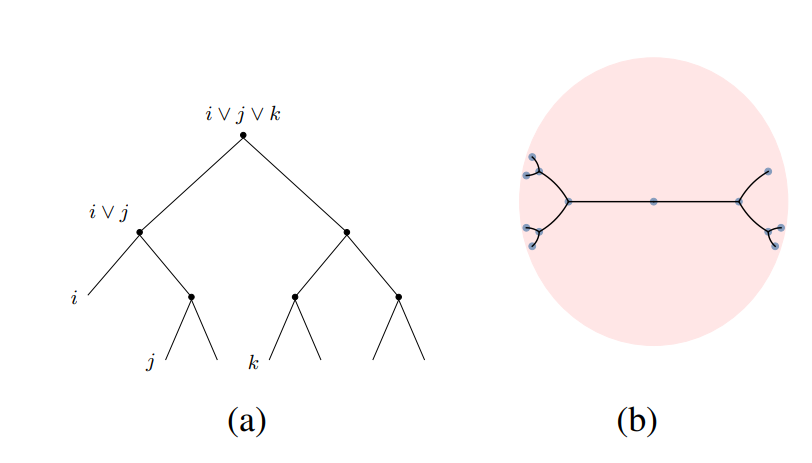 i ∨ j ∨ k
i ∨ j
i
j
k
(a)
(b)